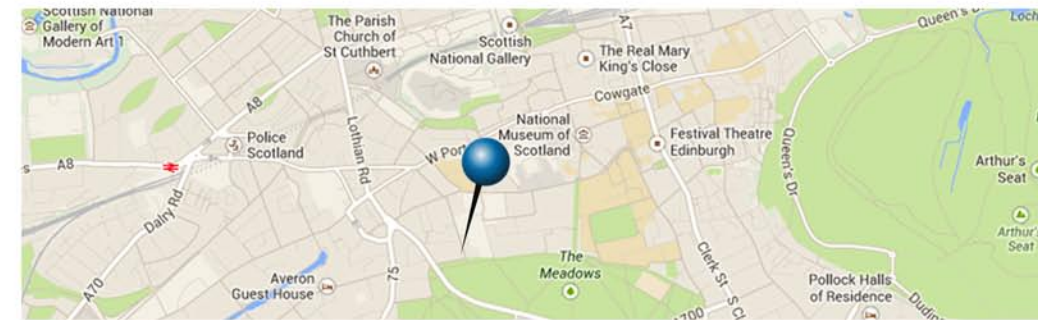 Scottish National
Gallery of
Modern Art 1
The Parish
Church of
St Cuthbert
Scottish
National Gallery
A7
The Real Mary
King's Close
Queen's
Loch
A8
Cowgate
Lothian Rd
National
Museum of
Scotland
Police
Scotland
Festival Theatre
Edinburgh
Queen's Dr
A8
W Port
Arthur's
Seat
Dalry Rd
Arthur's
Seat
The
Meadows
Clerk St
A70
75
Averon
Guest House
Pollock Halls
of Residence
A700